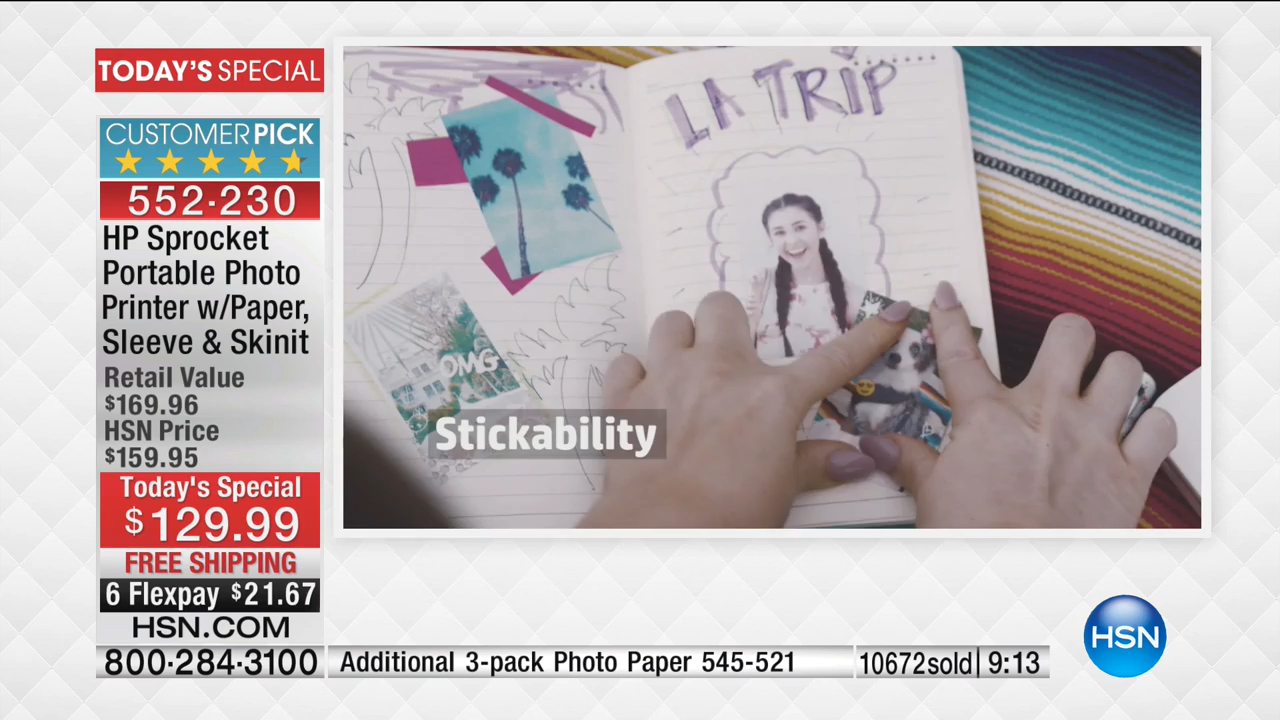 TODAY'S SPECIAL
CUSTOMERPICK
552-230
HP Sprocket
Portable Photo
Printer w/Paper,
Sleeve & Skinit
Retail Value
$169.96
HSN Price
$159.95
Today's Special
$129.99
FREE SHIPPING
6 Flexpay $21.67
HSN.COM
800-284-3100
LA TRIP
OMG
Stickability
Additional 3-pack Photo Paper 545-521
10672sold| 9:13
HSN